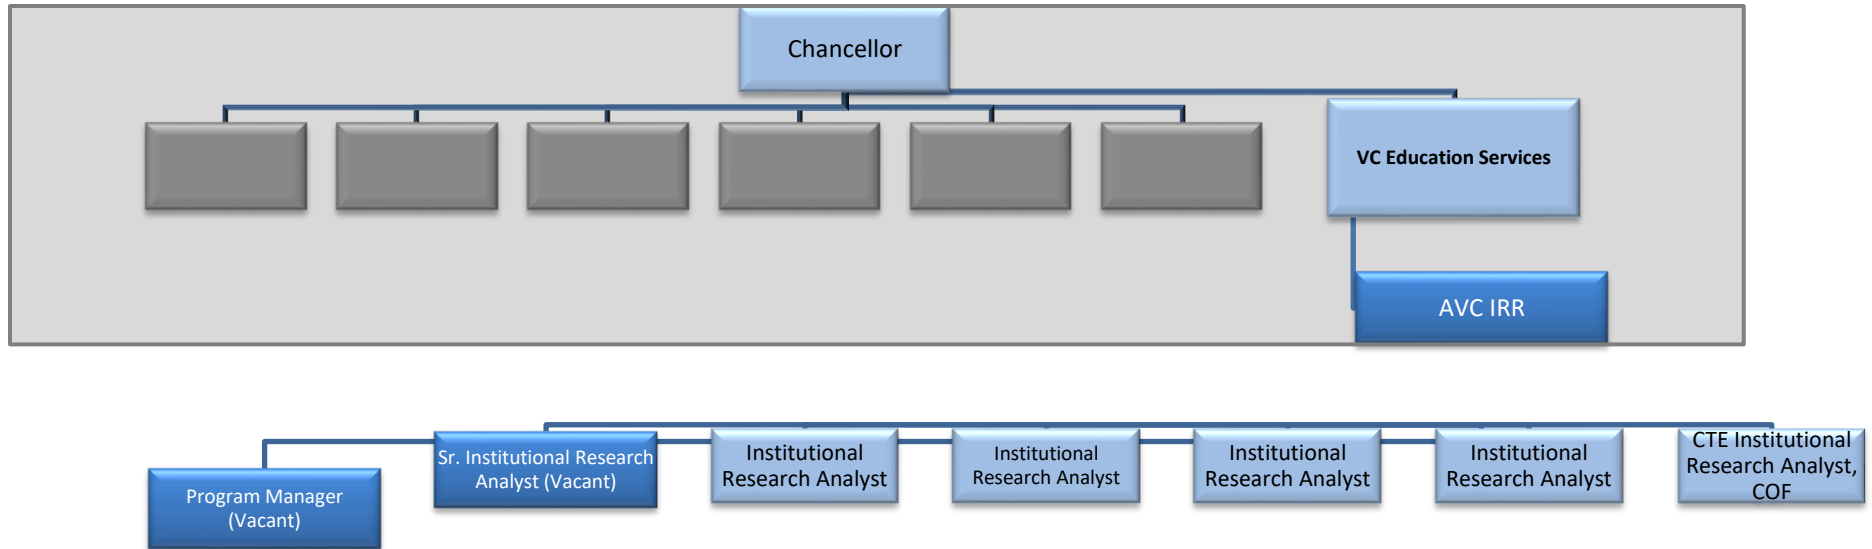 Chancellor
VC Education Services
AVC IRR
Program Manager
(Vacant)
Sr. Institutional Research
Analyst (Vacant)
Institutional
Research Analyst
Institutional
Research Analyst
Institutional
Research Analyst
Institutional
Research Analyst
CTE Institutional
Research Analyst,
COF